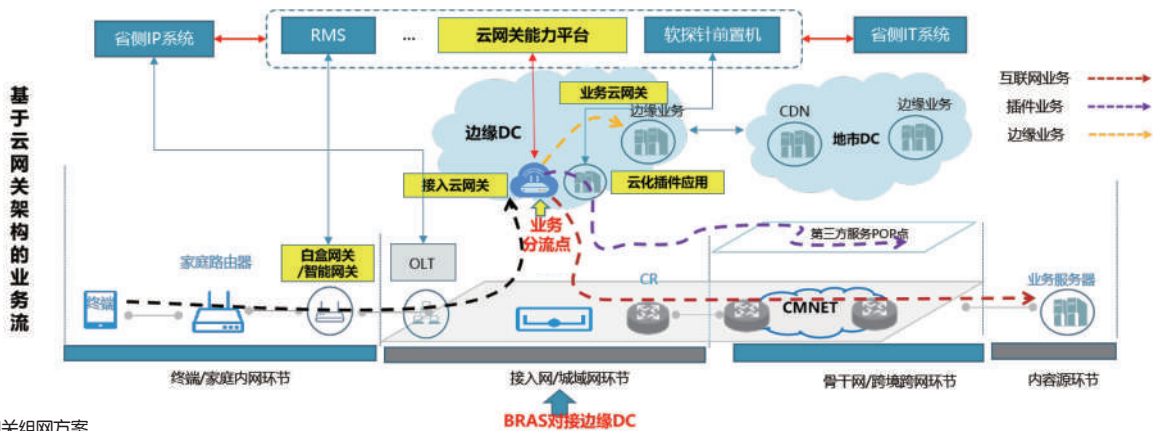 省侧IP系统
RMS
...
云网关能力平台
软探针前置机
省侧IT系统
基于云网关架构的业务流
互联网业务
插件业务
边缘业务
业务云网关
边缘业务
边缘DC
CDN
边缘业务
地市DC
接入云网关
云化插件应用
业务
分流点
第三方服务POP点
家庭路由器
白盒网关
/智能网关
OLT
CR
业务服务器
终端
CMNET
终端/家庭内网环节
接入网/城域网环节
骨干网/跨境跨网环节
内容源环节
BRAS对接边缘DC
关组网方案